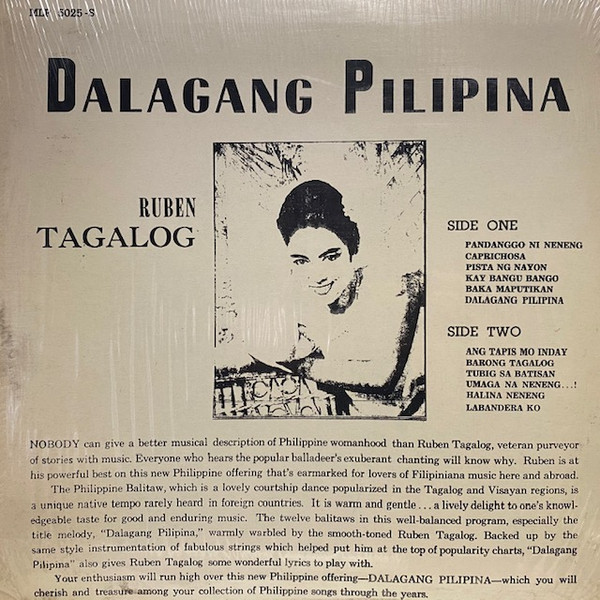 MLP 5025-S
DALAGANG PILIPINA
RUBEN
TAGALOG
SIDE ONE
PANDANGGO NI NENENG
CAPRICHOSA
PISTA NG NAYON
KAY BANGU BANGO
BAKA MAPUTIKAN
DALAGANG PILIPINA
SIDE TWO
ANG TAPIS MO INDAY
BARONG TAGALOG
TUBIG SA BATISAN
UMAGA NA NENENG...!
HALINA NENENG
LABANDERA KO
NOBODY can give a better musical description of Philippine womanhood than Ruben Tagalog, veteran purveyor
of stories with music. Everyone who hears the popular balladeer's exuberant chanting will know why. Ruben is at
his powerful best on this new Philippine offering that's earmarked for lovers of Filipiniana music here and abroad.
The Philippine Balitaw, which is a lovely courtship dance popularized in the Tagalog and Visayan regions, is
a unique native tempo rarely heard in foreign countries. It is warm and gentle... a lively delight to one's knowl-
edgeable taste for good and enduring music. The twelve balitaws in this well-balanced program, especially the
title melody, "Dalagang Pilipina," warmly warbled by the smooth-toned Ruben Tagalog. Backed up by the
same style instrumentation of fabulous strings which helped put him at the top of popularity charts, "Dalagang
Pilipina" also gives Ruben Tagalog some wonderful lyrics to play with.
Your enthusiasm will run high over this new Philippine offering—DALAGANG PILIPINA—which you will
cherish and treasure among your collection of Philippine songs through the years.